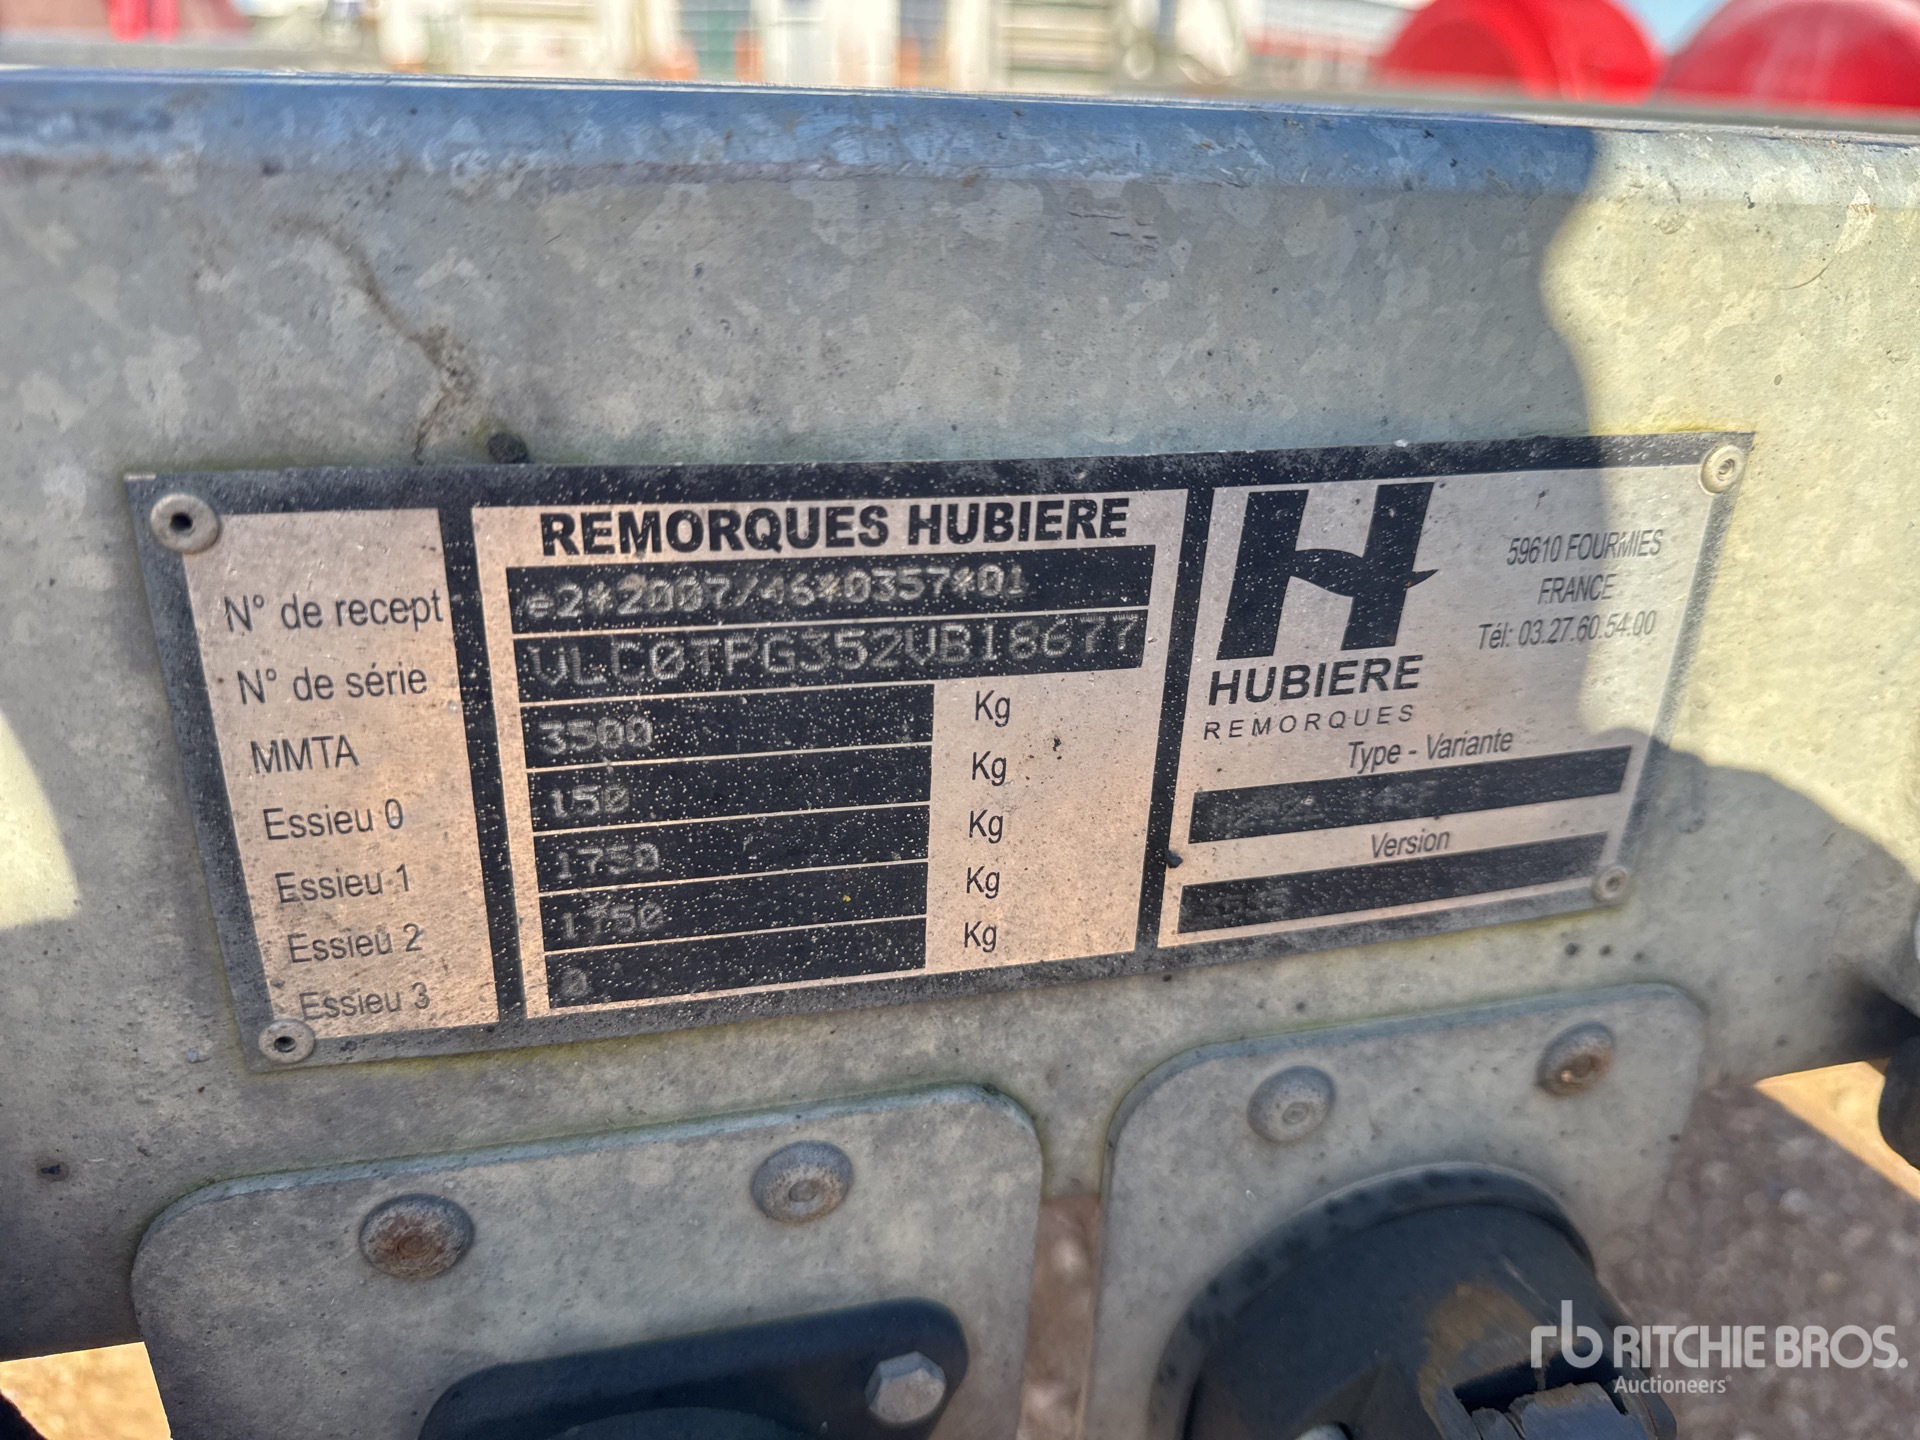 REMORQUES HUBIERE
N° de recept e2*2007/46*0357*01
N° de série VLC0TPG352VBI8677
MMTA 3500 Kg
Essieu 0 150 Kg
Essieu 1 1750 Kg
Essieu 2 1750 Kg
Essieu 3 0 Kg
59610 FOURMIES
FRANCE
Tél: 03.27.60.54.00
HUBIERE
REMORQUES
Type - Variante
Version
rb RITCHIE BROS.
Auctioneers